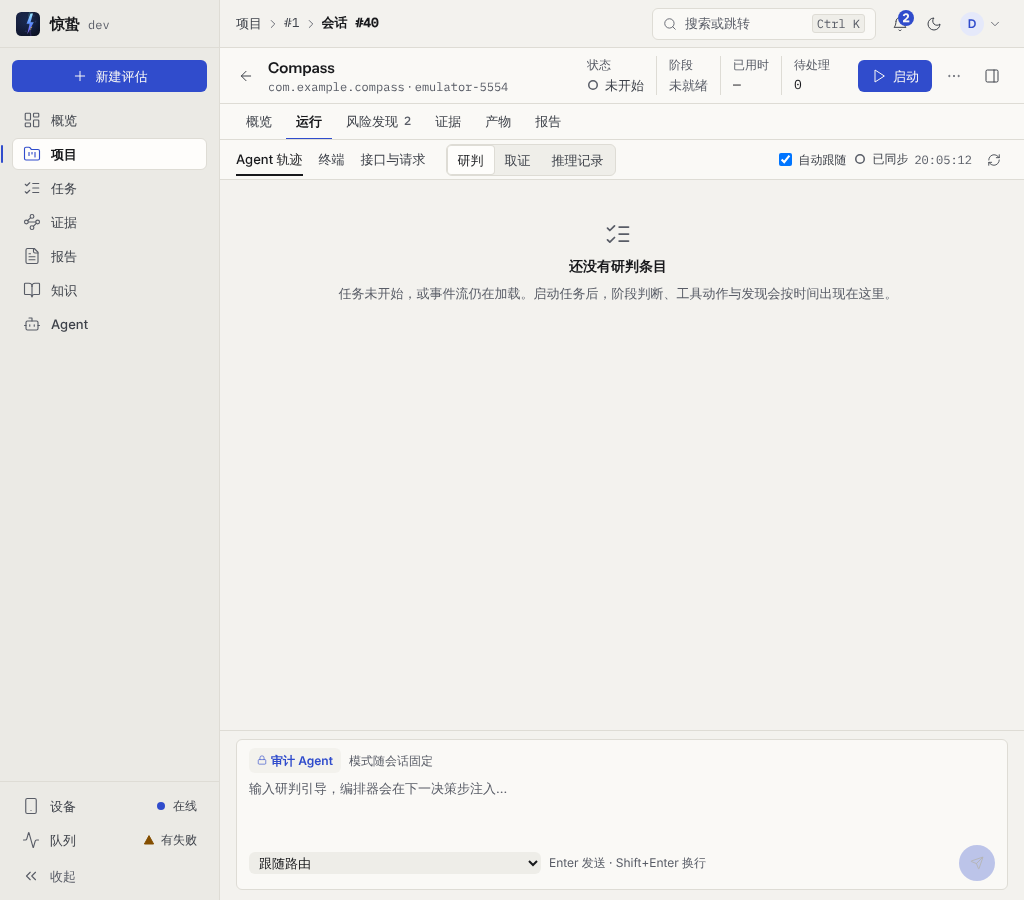 惊蛰 dev
新建评估
概览
项目
任务
证据
报告
知识
Agent
设备 在线
队列 有失败
收起
项目 #1 会话 #40
搜索或跳转 Ctrl K
2
D
Compass
com.example.compass · emulator-5554
状态 未开始
阶段 未就绪
已用时 —
待处理 0
启动
概览 运行 风险发现 2 证据 产物 报告
Agent 轨迹 终端 接口与请求 研判 取证 推理记录 自动跟随 已同步 20:05:12
还没有研判条目
任务未开始，或事件流仍在加载。启动任务后，阶段判断、工具动作与发现会按时间出现在这里。
审计 Agent 模式随会话固定
输入研判引导，编排器会在下一决策步注入...
跟随路由 Enter 发送 · Shift+Enter 换行